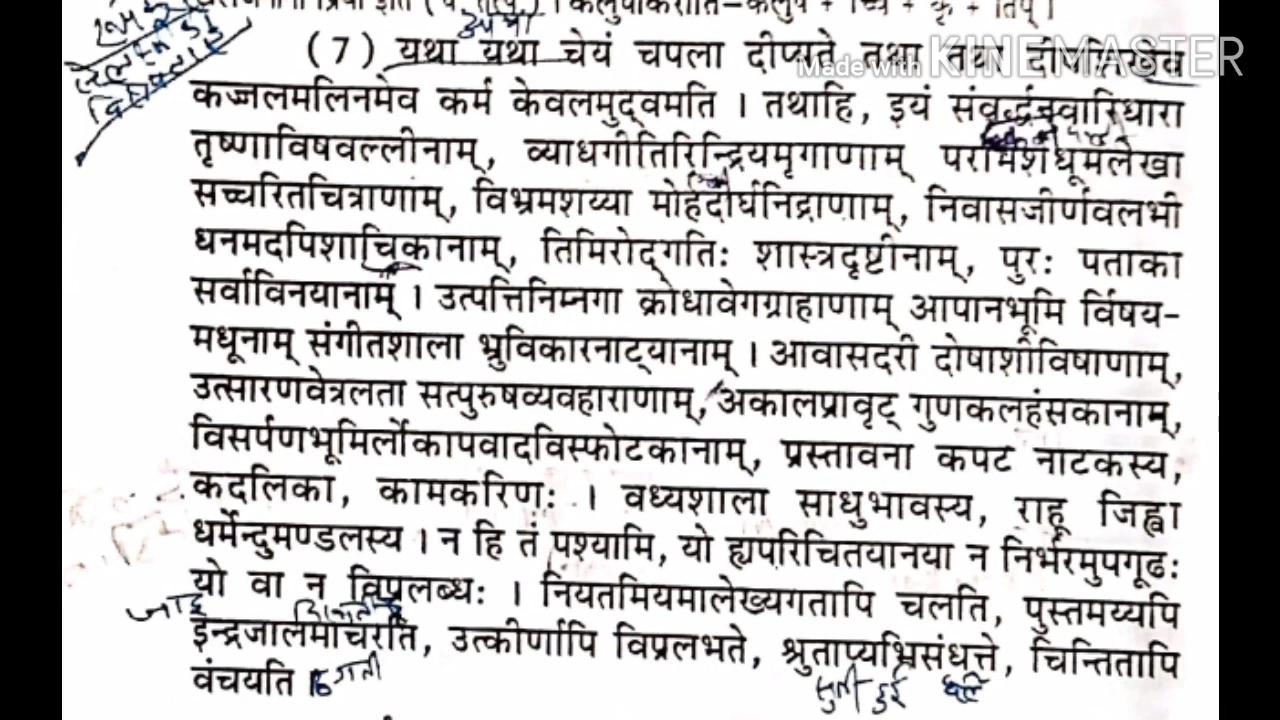 (7) यथा यथा चेयं चपला दीप्यते तथा तथा
Made with KINEMASTER
कज्जलमलिनमेव कर्म केवलमुद्वमति । तथाहि, इयं संवर्द्धनवारिधारा
तृष्णाविषवल्लीनाम्, व्याधगीतिरिन्द्रियमृगाणाम् परामर्शधूमलेखा
सच्चरितचित्राणाम्, विभ्रमशय्या मोहदीर्घनिद्राणाम्, निवासजीर्णवलभी
धनमदपिशाचिकानाम्, तिमिरोद्गतिः शास्त्रदृष्टीनाम्, पुरः पताका
सर्वाविनयानाम् । उत्पत्तिनिम्नगा क्रोधावेगग्राहाणाम् आपानभूमि र्विषय-
मधूनाम् संगीतशाला भ्रुविकारनाट्यानाम् । आवासदरी दोषाशीविषाणाम्,
उत्सारणवेत्रलता सत्पुरुषव्यवहाराणाम्, अकालप्रावृट् गुणकलहंसकानाम्,
विसर्पणभूमिर्लोकापवादविस्फोटकानाम्, प्रस्तावना कपट नाटकस्य,
कदलिका, कामकरिणः । वध्यशाला साधुभावस्य, राहू जिह्वा
धर्मेन्दुमण्डलस्य । न हि तं पश्यामि, यो ह्यपरिचितयानया न निर्भरमुपगूढः
यो वा न विप्रलब्धः । नियतमियमालेख्यगतापि चलति, पुस्तमय्यपि
इन्द्रजालमाचरति, उत्कीर्णापि विप्रलभते, श्रुताप्यभिसंधत्ते, चिन्तितापि
वंचयति ।
सुनी हुई